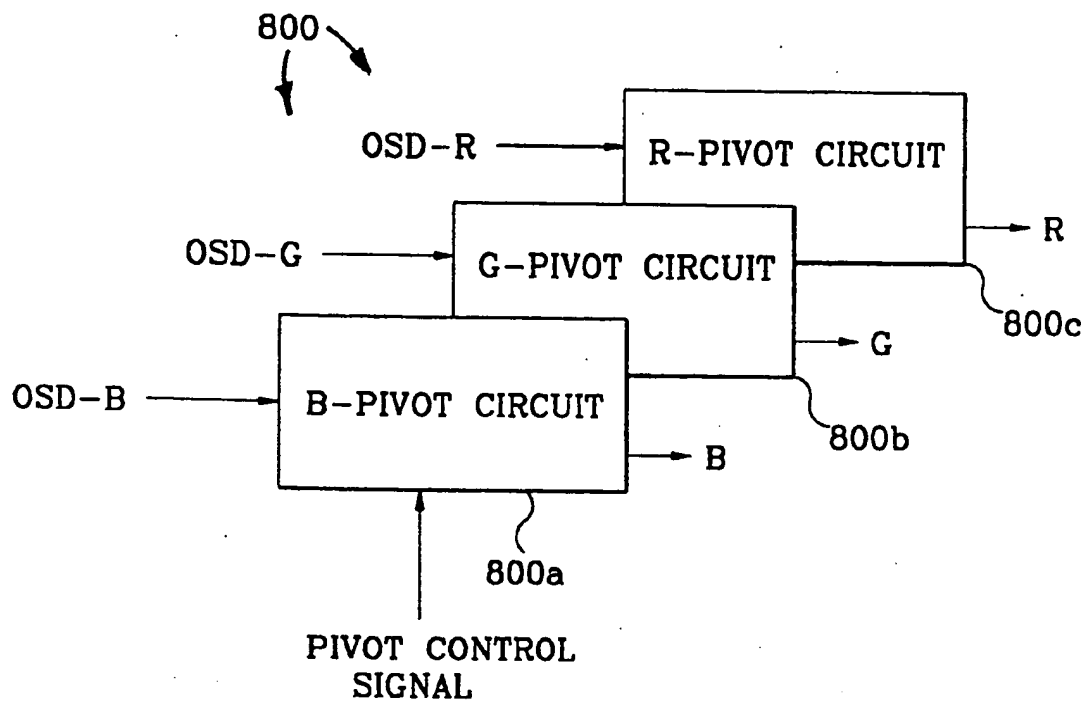 800
OSD-R
R-PIVOT CIRCUIT
R
OSD-G
G-PIVOT CIRCUIT
800c
G
OSD-B
B-PIVOT CIRCUIT
800b
B
800a
PIVOT CONTROL
SIGNAL